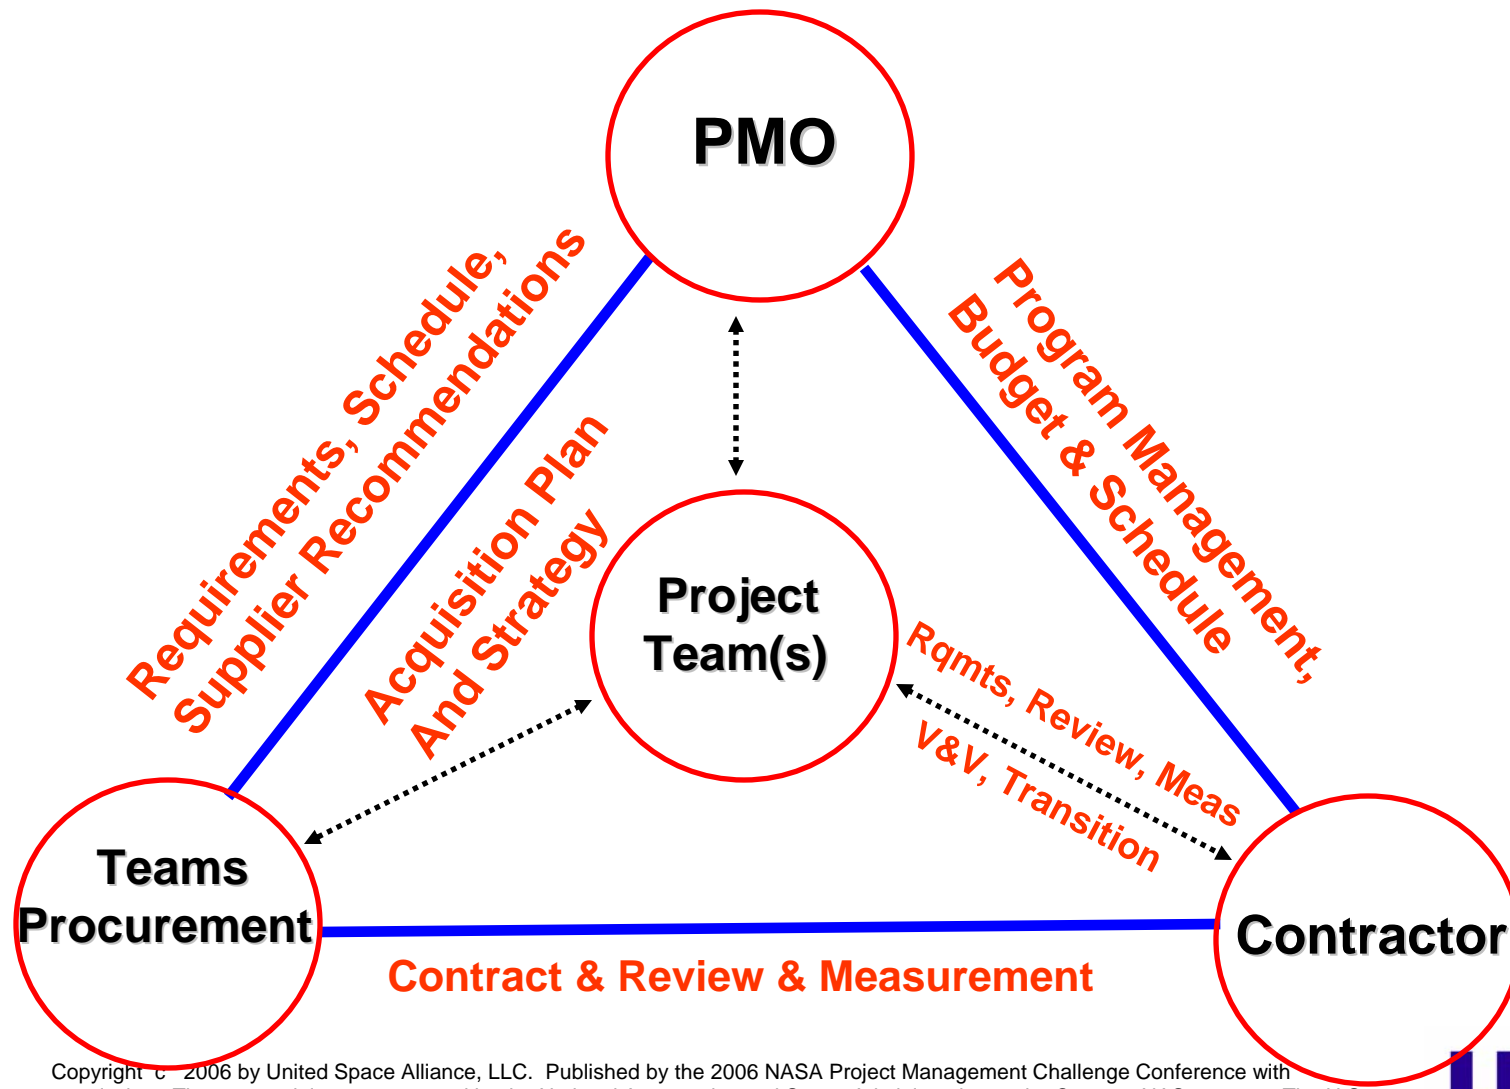 PMO
Requirements, Schedule,
Supplier Recommendations
Program Management,
Budget & Schedule
Acquisition Plan
And Strategy
Project
Team(s)
Rqmts, Review, Meas
V&V, Transition
Teams
Procurement
Contractor
Contract & Review & Measurement
Copyright c 2006 by United Space Alliance, LLC. Published by the 2006 NASA Project Management Challenge Conference with